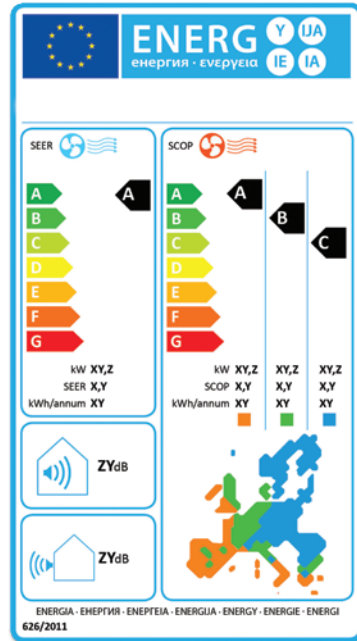 ENERG
енергия · ενεργεια
Y IJA
IE IA
SEER
A
A
B
C
D
E
F
G
kW XY,Z
SEER X,Y
kWh/annum XY
SCOP
A
B
C
A
B
C
D
E
F
G
kW XY,Z XY,Z XY,Z
SCOP X,Y X,Y X,Y
kWh/annum XY XY XY
ZYdB
ZYdB
ENERGIA · ЕНЕРГИЯ · ΕΝΕΡΓΕΙΑ · ENERGIJA · ENERGY · ENERGIE · ENERGI
626/2011